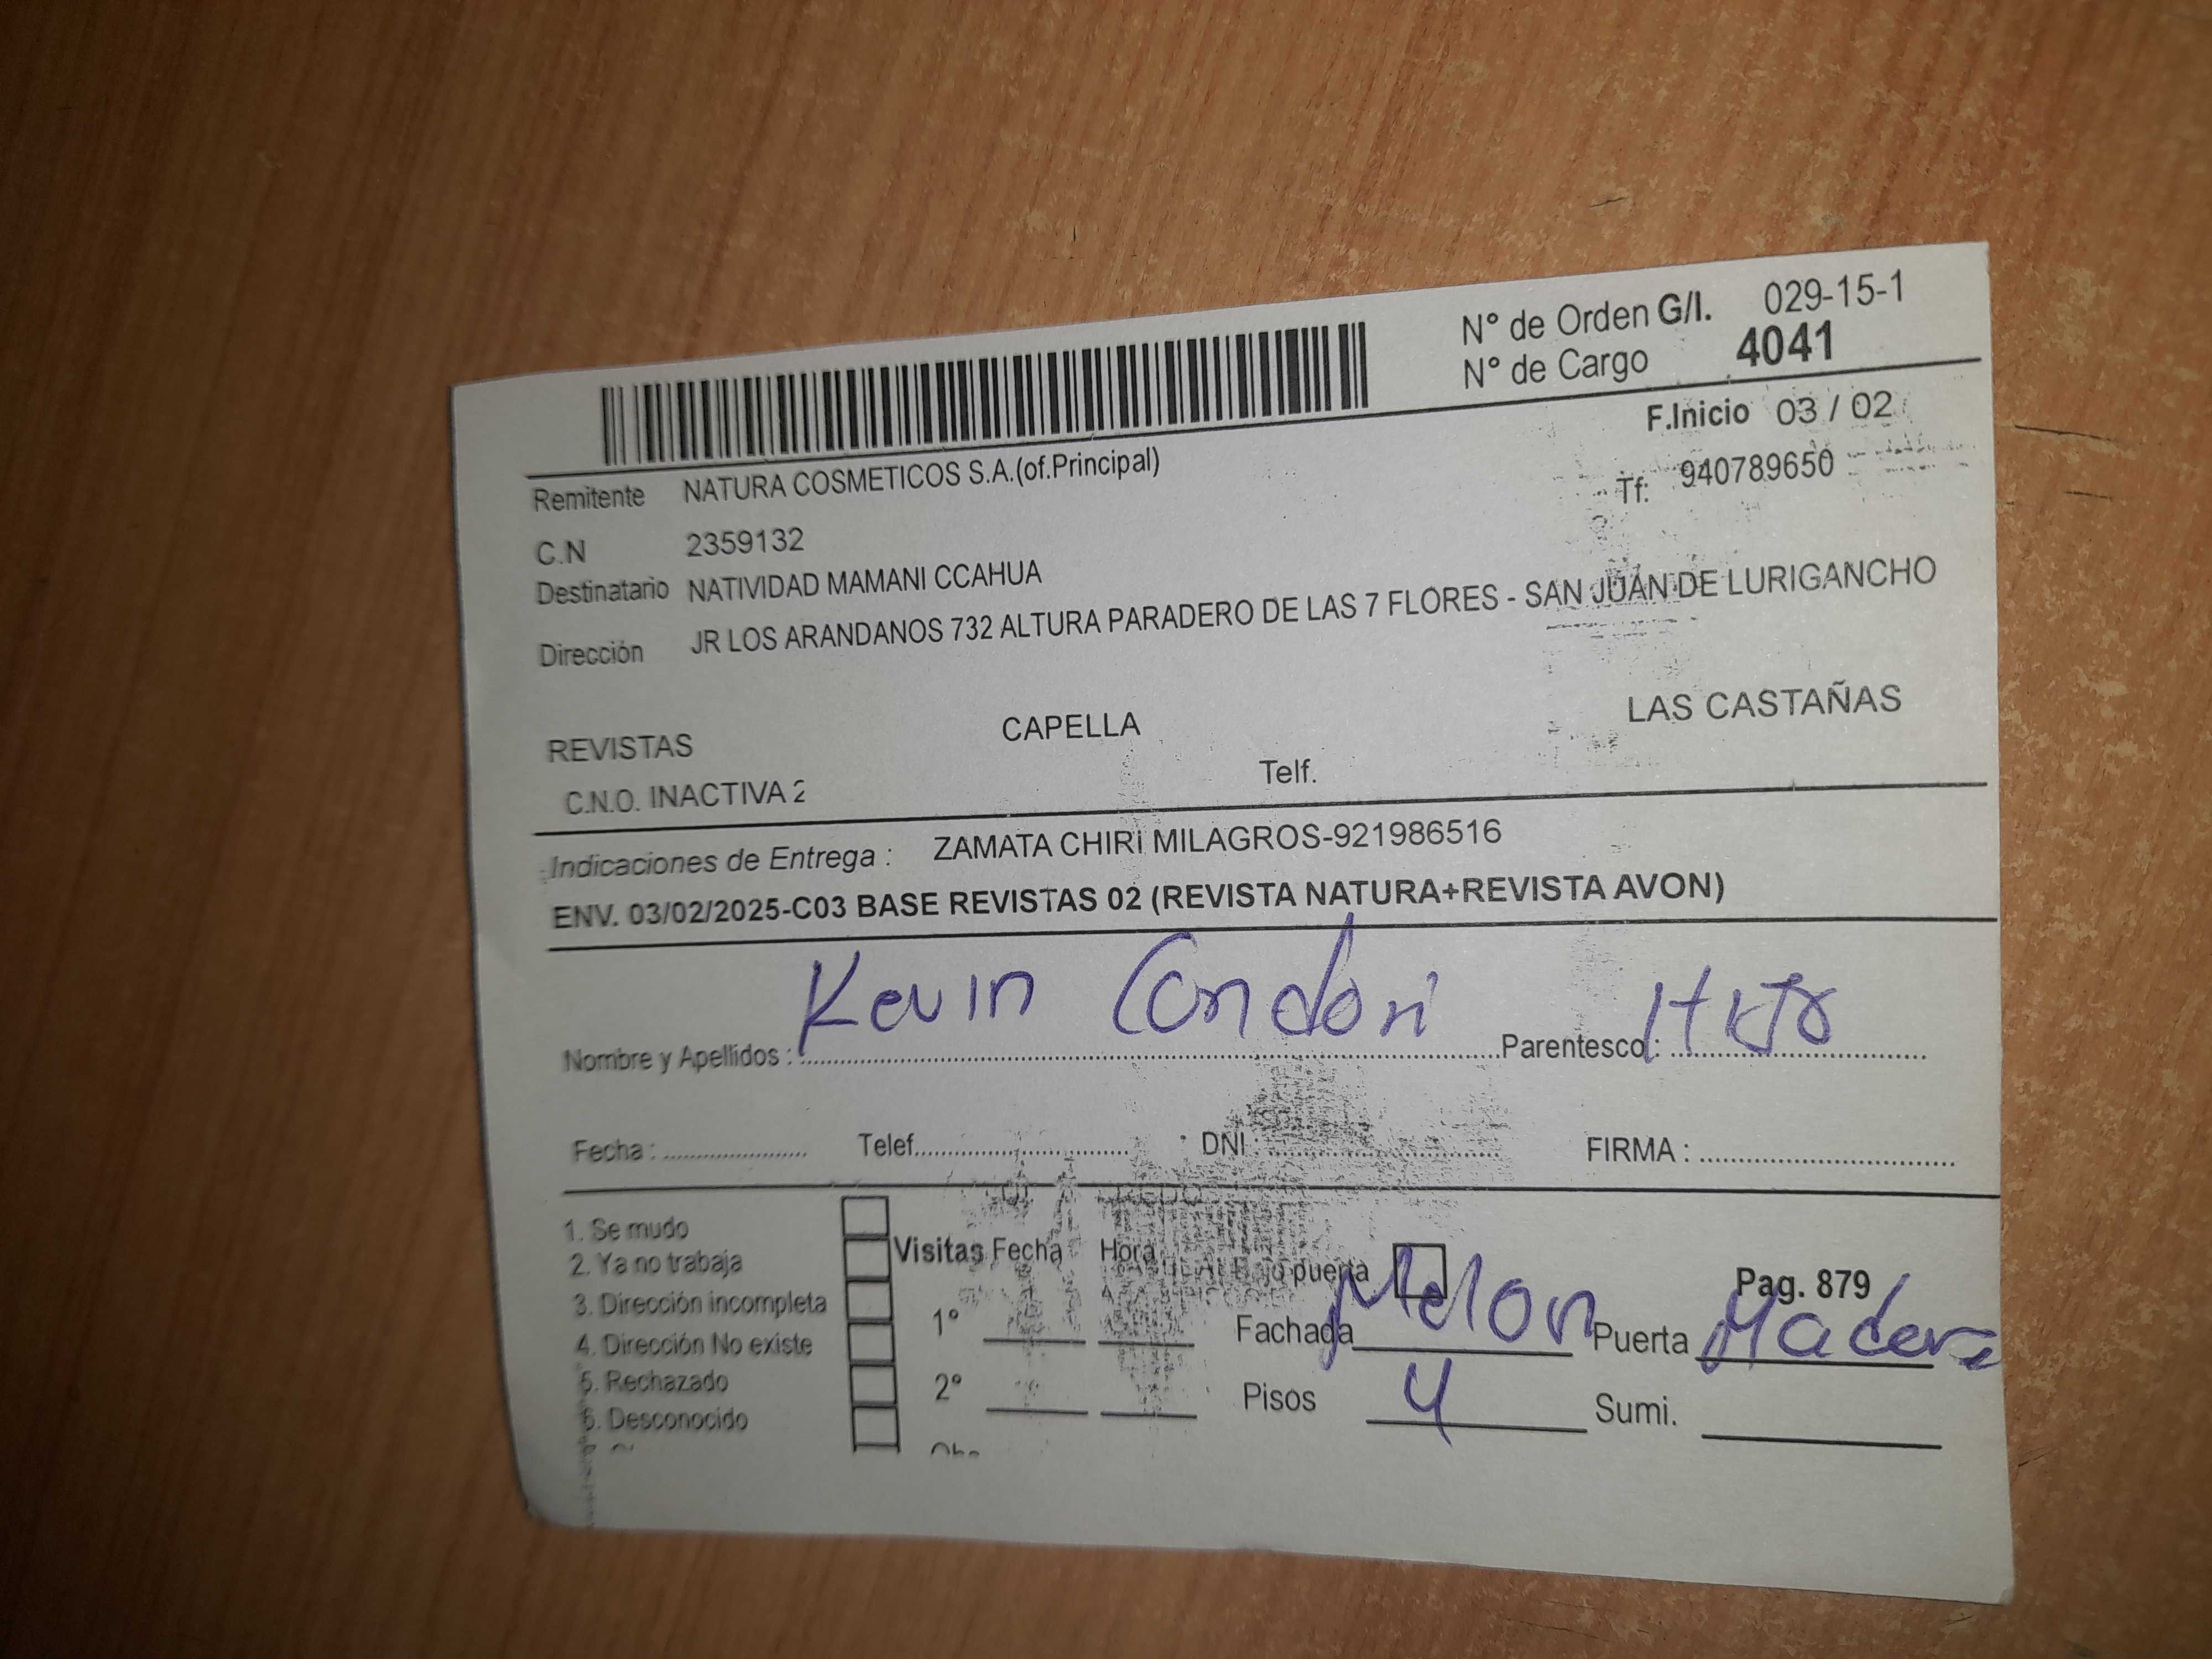 N° de Orden G/I. 029-15-1
N° de Cargo 4041
F.Inicio 03 / 02
Remitente NATURA COSMETICOS S.A.(of.Principal) Tf: 940789650
C.N 2359132
Destinatario NATIVIDAD MAMANI CCAHUA
Dirección JR LOS ARANDANOS 732 ALTURA PARADERO DE LAS 7 FLORES - SAN JUAN DE LURIGANCHO
REVISTAS CAPELLA LAS CASTAÑAS
C.N.O. INACTIVA 2 Telf.
Indicaciones de Entrega : ZAMATA CHIRI MILAGROS-921986516
ENV. 03/02/2025-C03 BASE REVISTAS 02 (REVISTA NATURA+REVISTA AVON)
Nombre y Apellidos : Kevin Condori Parentesco :
Fecha : Telef. DNI : FIRMA :
1. Se mudo
2. Ya no trabaja Visitas Fecha Hora Bajo puerta Pag. 879
3. Dirección incompleta 1° Fachada Melon Puerta Madera
4. Dirección No existe
5. Rechazado 2° Pisos 4 Sumi.
6. Desconocido